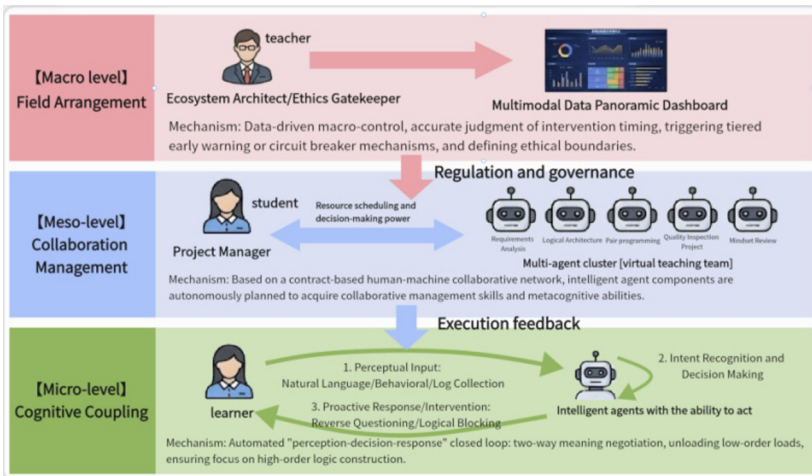 【Macro level】
Field Arrangement
teacher
Ecosystem Architect/Ethics Gatekeeper
Multimodal Data Panoramic Dashboard
Mechanism: Data-driven macro-control, accurate judgment of intervention timing, triggering tiered
early warning or circuit breaker mechanisms, and defining ethical boundaries.
Regulation and governance
【Meso-level】
Collaboration
Management
student
Project Manager
Resource scheduling and
decision-making power
Requirements
Analysis
Logical Architecture
Pair programming
Quality Inspection
Project
Mindset Review
Multi-agent cluster [virtual teaching team]
Mechanism: Based on a contract-based human-machine collaborative network, intelligent agent components are
autonomously planned to acquire collaborative management skills and metacognitive abilities.
Execution feedback
【Micro-level】
Cognitive Coupling
learner
1. Perceptual Input:
Natural Language/Behavioral/Log Collection
3. Proactive Response/Intervention:
Reverse Questioning/Logical Blocking
2. Intent Recognition and
Decision Making
Intelligent agents with the ability to act
Mechanism: Automated "perception-decision-response" closed loop: two-way meaning negotiation, unloading low-order loads,
ensuring focus on high-order logic construction.